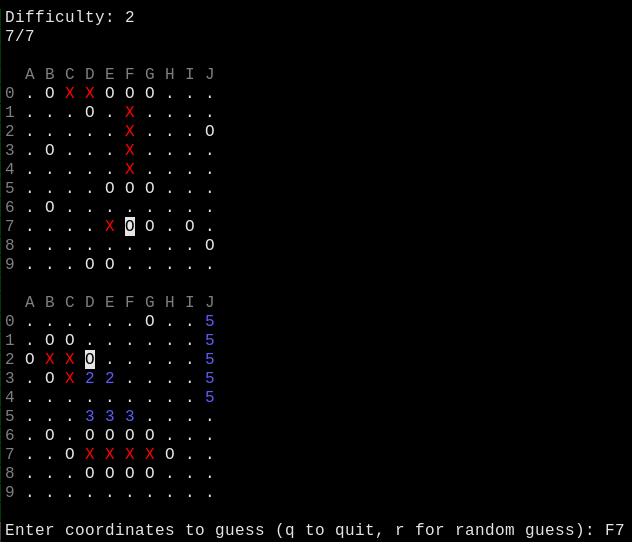 Difficulty: 2
7/7
A B C D E F G H I J
0 . O X X O O O . . .
1 . . . O . X . . . .
2 . . . . . X . . . O
3 . O . . . X . . . .
4 . . . . . X . . . .
5 . . . . O O O . . .
6 . O . . . . . . . .
7 . . . . X O O . O .
8 . . . . . . . . . O
9 . . . O O . . . . .
A B C D E F G H I J
0 . . . . . . O . . 5
1 . O O . . . . . . 5
2 O X X O . . . . . 5
3 . O X 2 2 . . . . 5
4 . . . . . . . . . 5
5 . . . 3 3 3 . . . .
6 . O . O O O O . . .
7 . . O X X X X O . .
8 . . . O O O O . . .
9 . . . . . . . . . .
Enter coordinates to guess (q to quit, r for random guess): F7